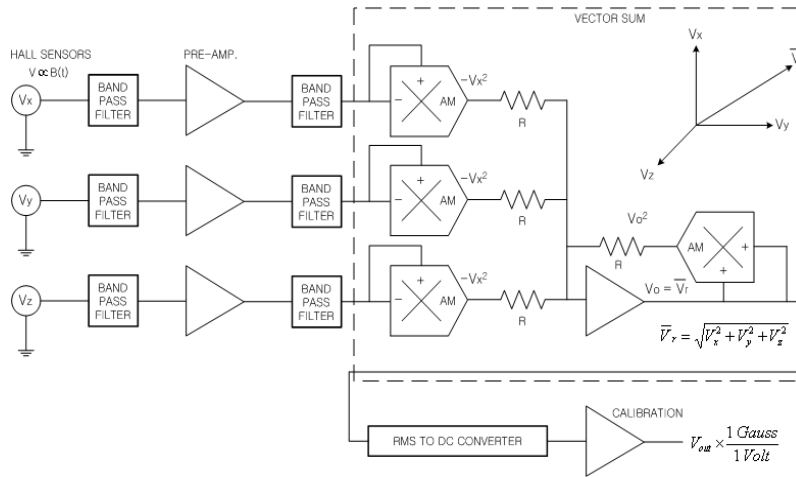 VECTOR SUM
HALL SENSORS
V∝B(t)
PRE-AMP.
Vx
BAND
PASS
FILTER
BAND
PASS
FILTER
+
−
AM
−Vx²
R
Vx
V
Vy
Vz
Vy
BAND
PASS
FILTER
BAND
PASS
FILTER
+
−
AM
−Vx²
R
Vo²
R
AM
+
+
Vz
BAND
PASS
FILTER
BAND
PASS
FILTER
+
−
AM
−Vx²
R
Vo = V̅r
V̅r = √(Vx² + Vy² + Vz²)
RMS TO DC CONVERTER
CALIBRATION
Vout × 1 Gauss / 1 Volt